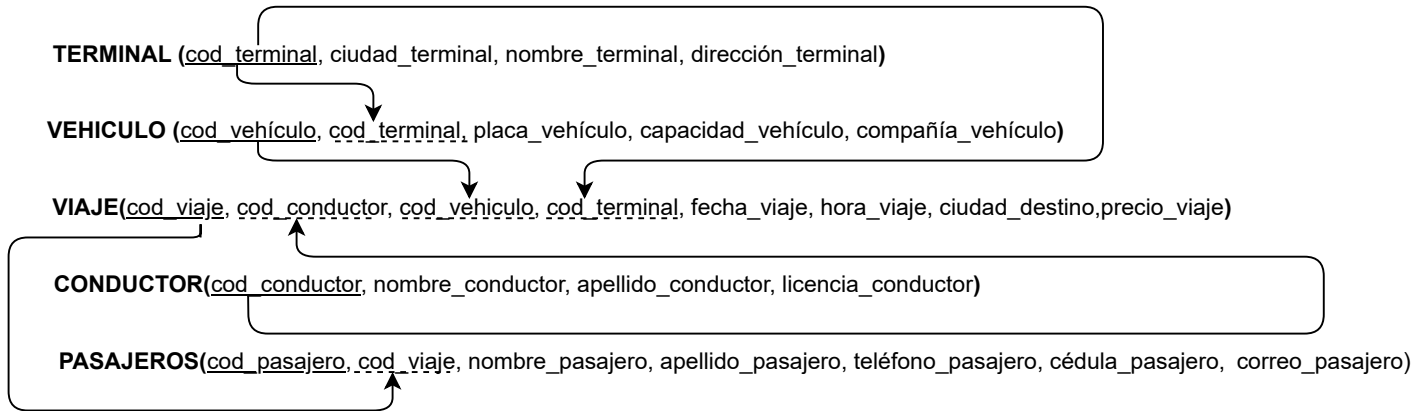 TERMINAL (cod_terminal, ciudad_terminal, nombre_terminal, dirección_terminal)
VEHICULO (cod_vehículo, cod_terminal, placa_vehículo, capacidad_vehículo, compañía_vehículo)
VIAJE(cod_viaje, cod_conductor, cod_vehiculo, cod_terminal, fecha_viaje, hora_viaje, ciudad_destino,precio_viaje)
CONDUCTOR(cod_conductor, nombre_conductor, apellido_conductor, licencia_conductor)
PASAJEROS(cod_pasajero, cod_viaje, nombre_pasajero, apellido_pasajero, teléfono_pasajero, cédula_pasajero, correo_pasajero)